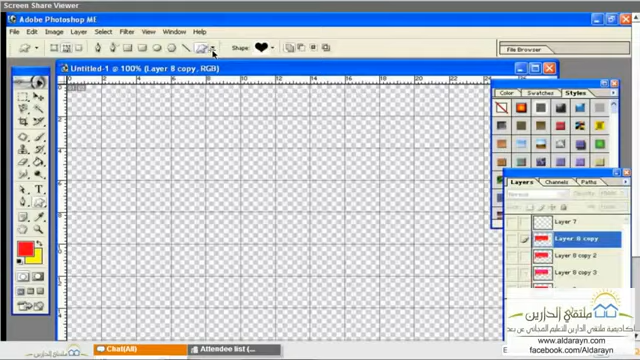 Screen Share Viewer
Adobe Photoshop ME
File Edit Image Layer Select Filter View Window Help
Shape:
File Browser
Untitled-1 @ 100% (Layer 8 copy, RGB)
Color Swatches Styles
Layers Channels Paths
Normal
Layer 7
Layer 8 copy
Layer 8 copy 2
Layer 8 copy 3
ملتقى الدارين
www.aldarayn.com
facebook.com/Aldarayn
Chat(All)
Attendee list (...